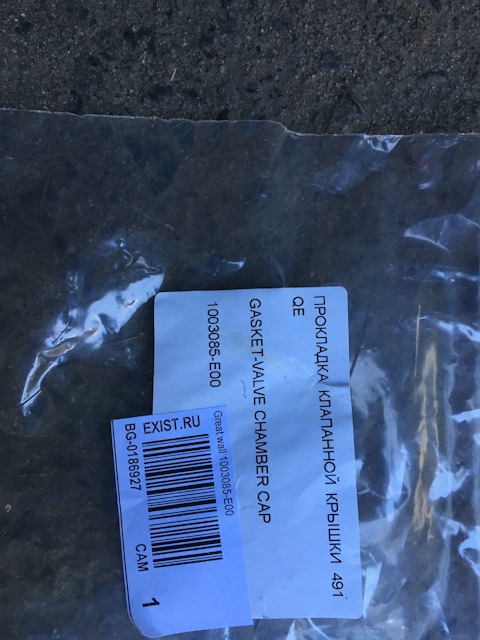 ПРОКЛАДКА КЛАПАННОЙ КРЫШКИ 491
QE
GASKET-VALVE CHAMBER CAP
1003085-E00
Great wall 1003085-E00
EXIST.RU
BG-0186927
CAM
1